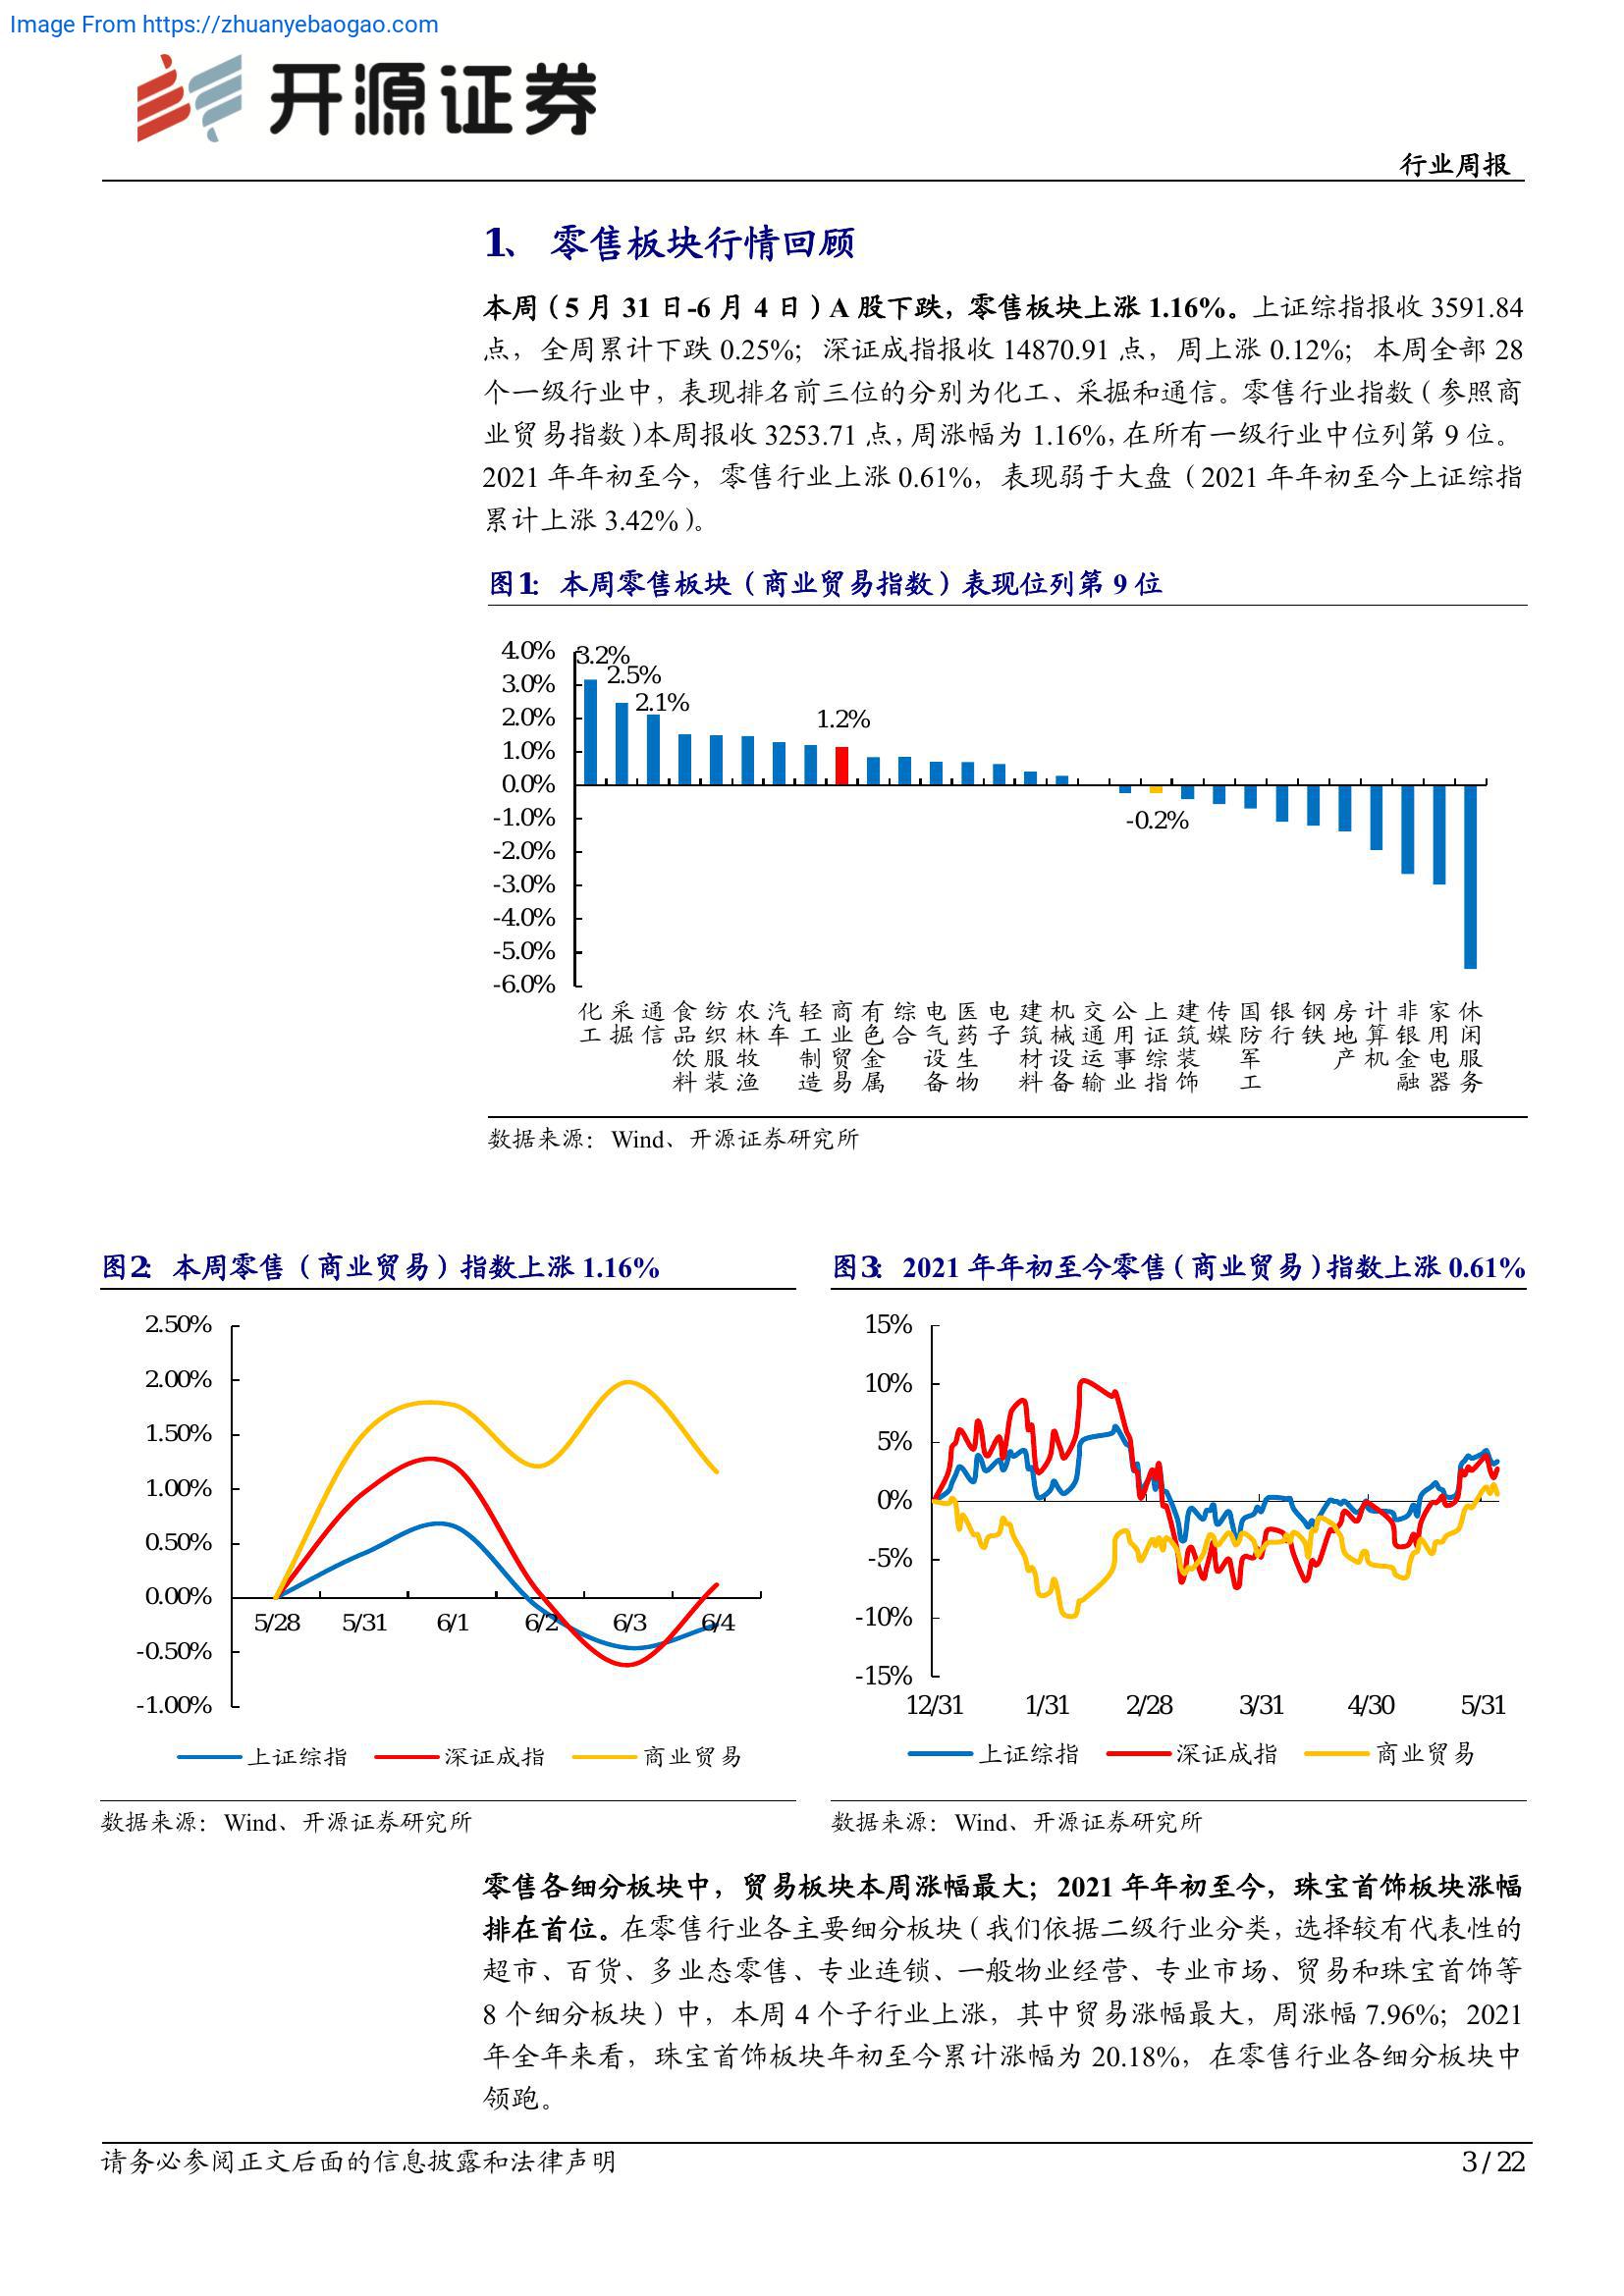 Image From https://zhuanyebaogao.com
开源证券
行业周报
1、 零售板块行情回顾
本周（5 月 31 日-6 月 4 日）A 股下跌，零售板块上涨 1.16%。上证综指报收 3591.84
点，全周累计下跌 0.25%；深证成指报收 14870.91 点，周上涨 0.12%；本周全部 28
个一级行业中，表现排名前三位的分别为化工、采掘和通信。零售行业指数（参照商
业贸易指数）本周报收 3253.71 点，周涨幅为 1.16%，在所有一级行业中位列第 9 位。
2021 年年初至今，零售行业上涨 0.61%，表现弱于大盘（2021 年年初至今上证综指
累计上涨 3.42%）。
图1： 本周零售板块（商业贸易指数）表现位列第 9 位
4.0%
3.0%
2.0%
1.0%
0.0%
-1.0%
-2.0%
-3.0%
-4.0%
-5.0%
-6.0%
3.2%
2.5%
2.1%
1.2%
-0.2%
化工
采掘
通信
食品饮料
纺织服装
农林牧渔
汽车
轻工制造
商业贸易
有色金属
综合
电气设备
医药生物
电子
建筑材料
机械设备
交通运输
公用事业
上证综指
建筑装饰
传媒
国防军工
银行
钢铁
房地产
计算机
非银金融
家用电器
休闲服务
数据来源：Wind、开源证券研究所
图2： 本周零售（商业贸易）指数上涨 1.16%
2.50%
2.00%
1.50%
1.00%
0.50%
0.00%
-0.50%
-1.00%
5/28 5/31 6/1 6/2 6/3 6/4
上证综指 深证成指 商业贸易
数据来源：Wind、开源证券研究所
图3： 2021 年年初至今零售（商业贸易）指数上涨 0.61%
15%
10%
5%
0%
-5%
-10%
-15%
12/31 1/31 2/28 3/31 4/30 5/31
上证综指 深证成指 商业贸易
数据来源：Wind、开源证券研究所
零售各细分板块中，贸易板块本周涨幅最大；2021 年年初至今，珠宝首饰板块涨幅
排在首位。在零售行业各主要细分板块（我们依据二级行业分类，选择较有代表性的
超市、百货、多业态零售、专业连锁、一般物业经营、专业市场、贸易和珠宝首饰等
8 个细分板块）中，本周 4 个子行业上涨，其中贸易涨幅最大，周涨幅 7.96%；2021
年全年来看，珠宝首饰板块年初至今累计涨幅为 20.18%，在零售行业各细分板块中
领跑。
请务必参阅正文后面的信息披露和法律声明
3 / 22